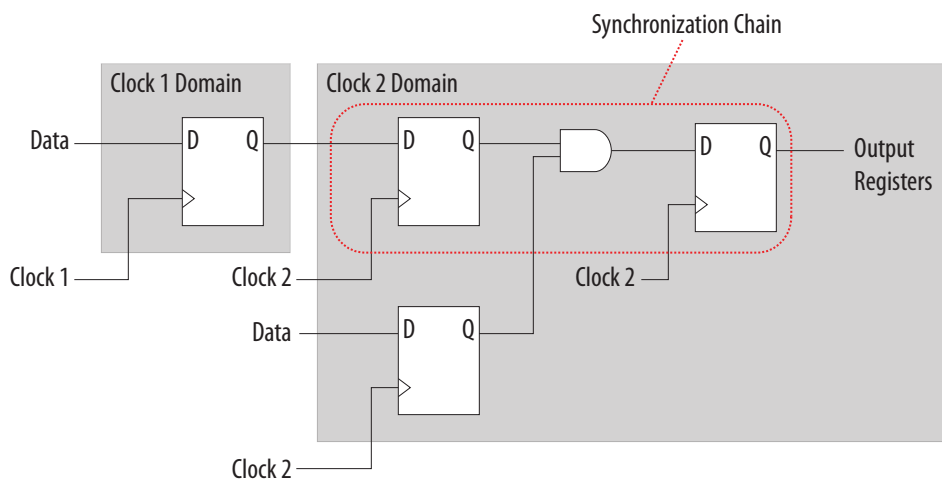 Synchronization Chain
Clock 1 Domain
Clock 2 Domain
Data
D Q
D Q
D Q
Output
Registers
Clock 1
Clock 2
Clock 2
Data
D Q
Clock 2